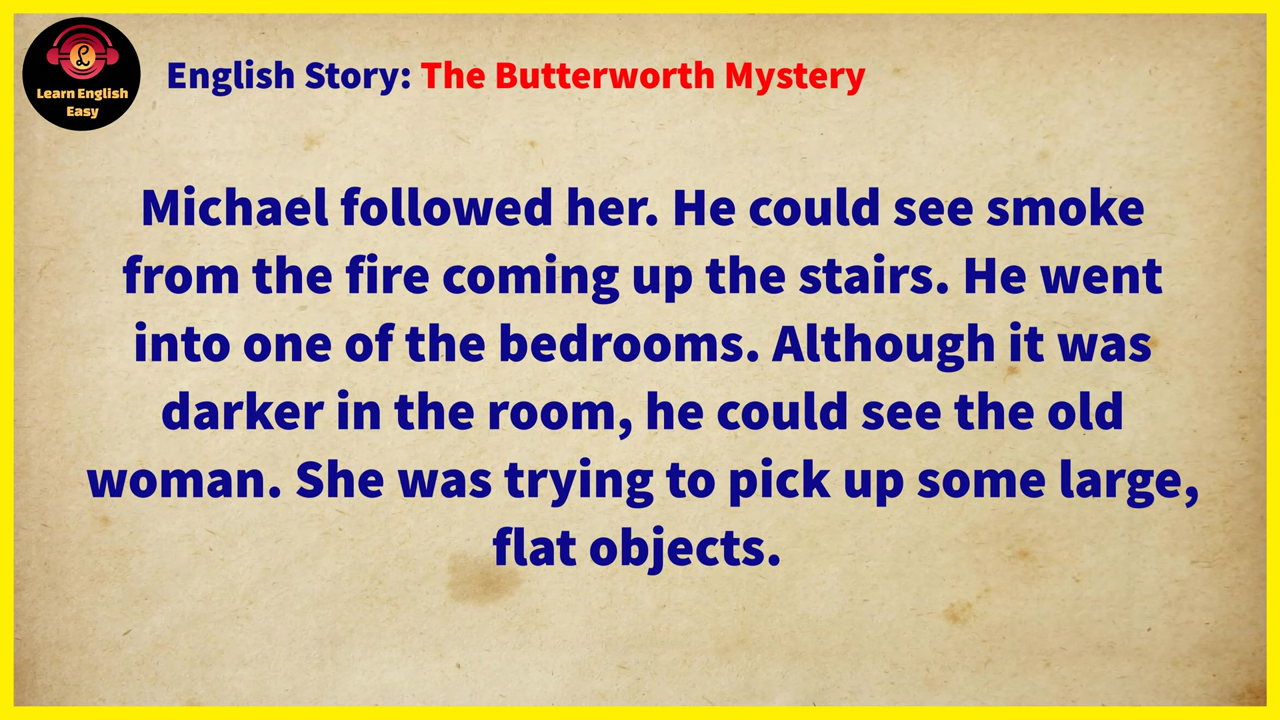 Learn English
Easy
English Story: The Butterworth Mystery
Michael followed her. He could see smoke
from the fire coming up the stairs. He went
into one of the bedrooms. Although it was
darker in the room, he could see the old
woman. She was trying to pick up some large,
flat objects.